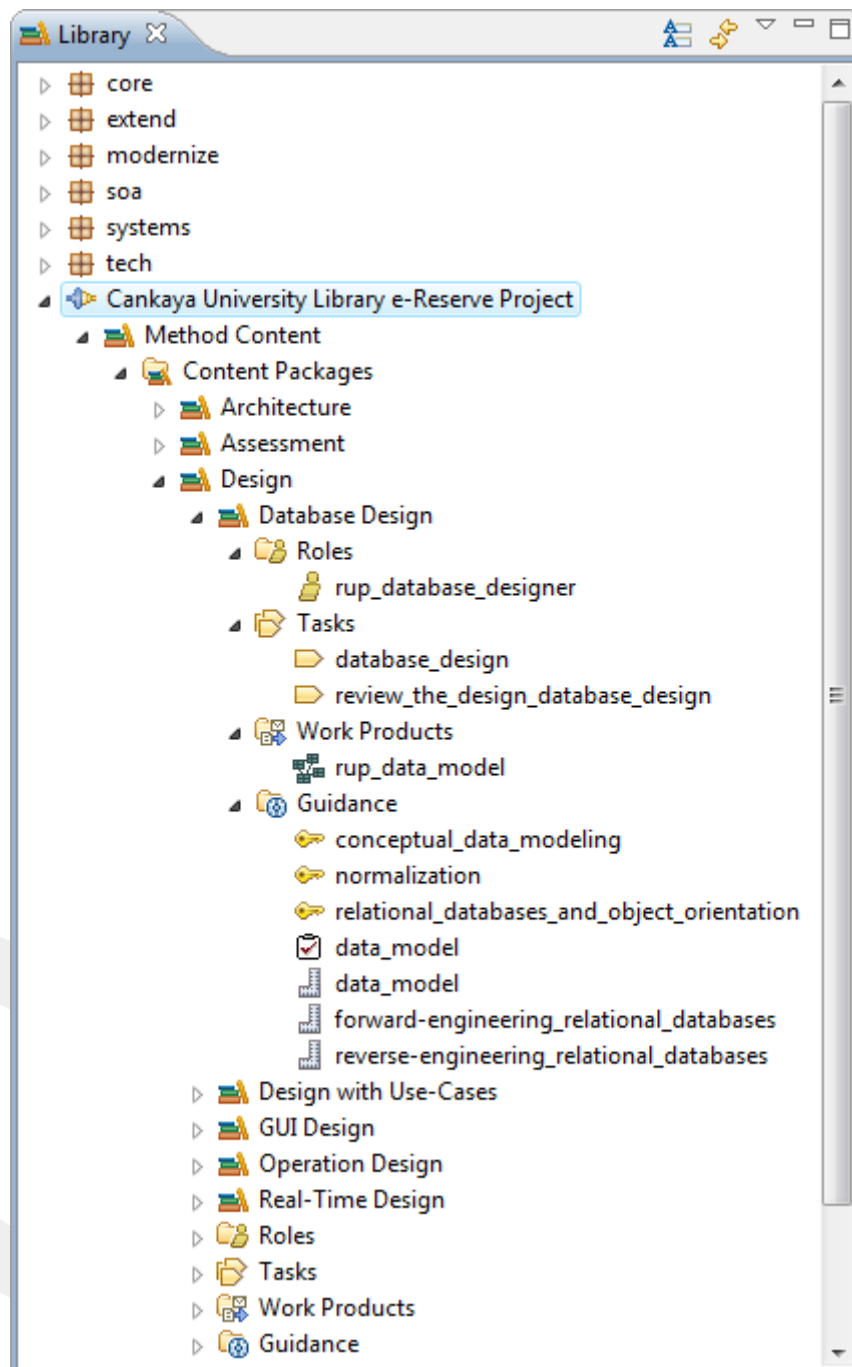 Library
core
extend
modernize
soa
systems
tech
Cankaya University Library e-Reserve Project
Method Content
Content Packages
Architecture
Assessment
Design
Database Design
Roles
rup_database_designer
Tasks
database_design
review_the_design_database_design
Work Products
rup_data_model
Guidance
conceptual_data_modeling
normalization
relational_databases_and_object_orientation
data_model
data_model
forward-engineering_relational_databases
reverse-engineering_relational_databases
Design with Use-Cases
GUI Design
Operation Design
Real-Time Design
Roles
Tasks
Work Products
Guidance